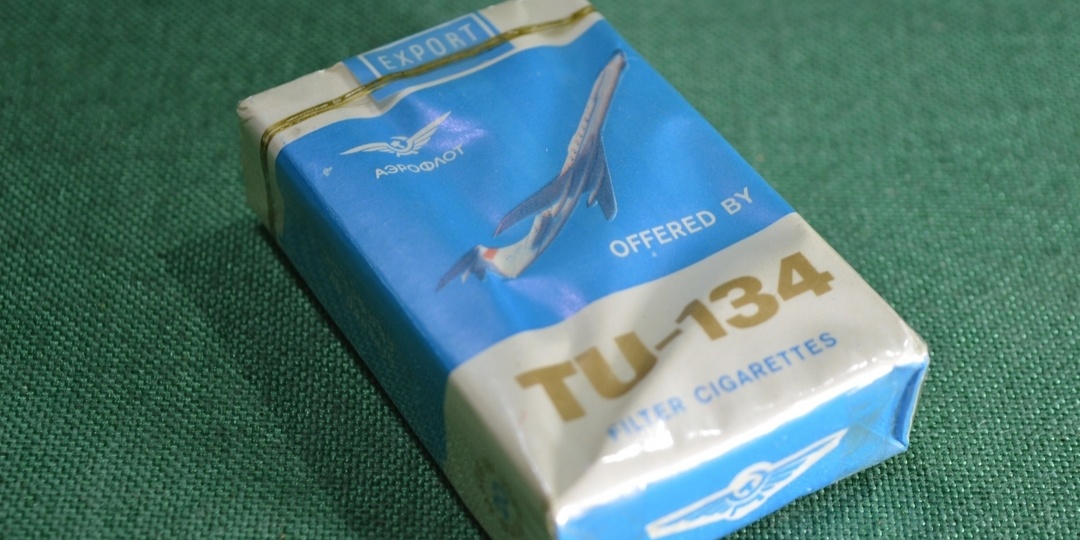 EXPORT
АЭРОФЛОТ
OFFERED BY
TU-134
FILTER CIGARETTES